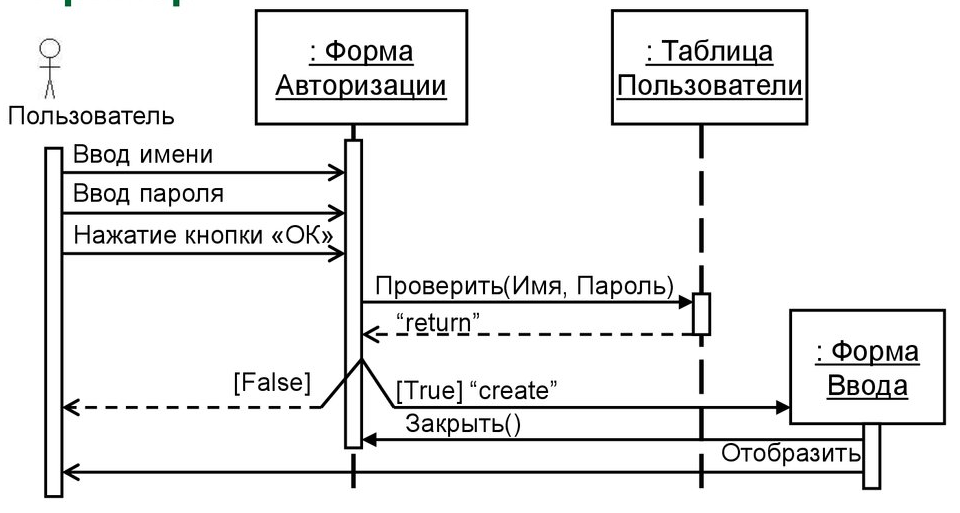 : Форма
Авторизации
: Таблица
Пользователи
Пользователь
Ввод имени
Ввод пароля
Нажатие кнопки «ОК»
Проверить(Имя, Пароль)
“return”
: Форма
Ввода
[False]
[True] “create”
Закрыть()
Отобразить